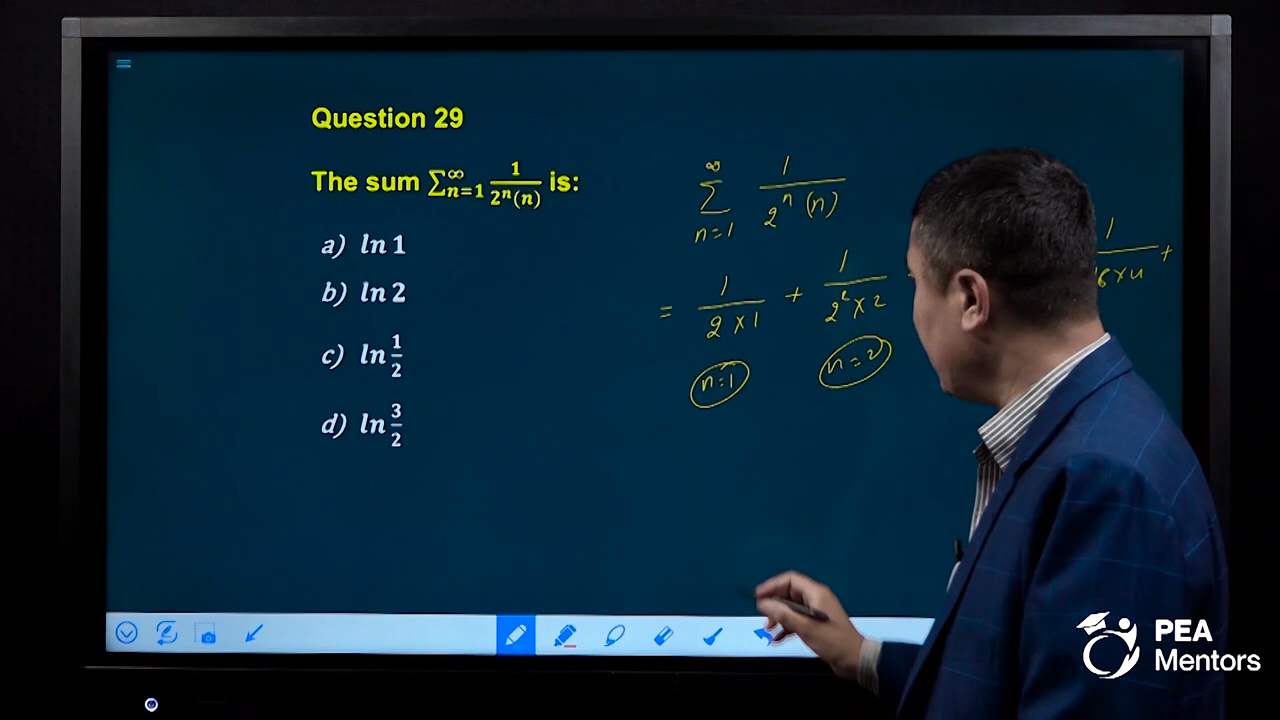 Question 29
The sum ∑_{n=1}^{∞} 1/(2ⁿ(n)) is:
a) ln 1
b) ln 2
c) ln 1/2
d) ln 3/2
∑_{n=1}^{∞} 1/(2ⁿ (n))
= 1/(2×1) + 1/(2²×2)
n=1
n=2
PEA
Mentors